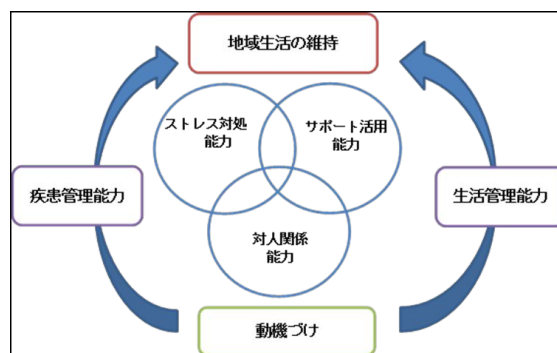 地域生活の維持
ストレス対処
能力
サポート活用
能力
疾患管理能力
生活管理能力
対人関係
能力
動機づけ